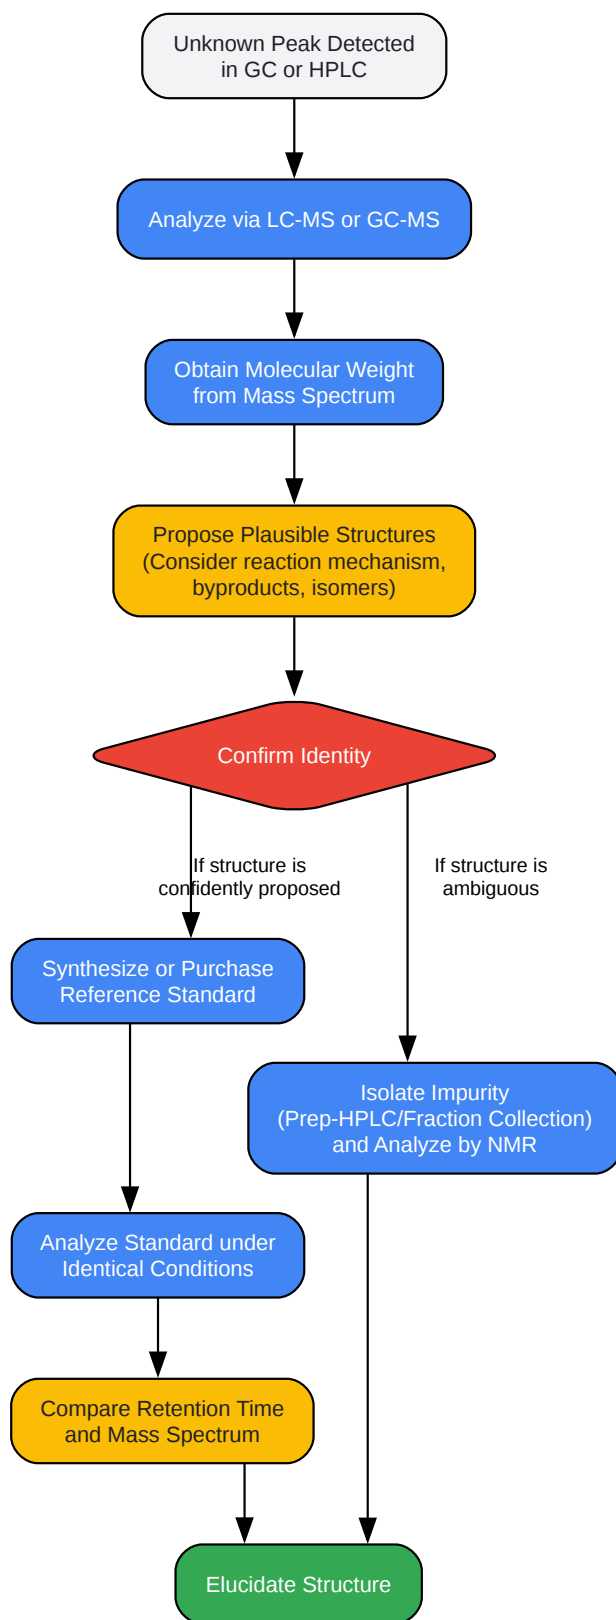 Unknown Peak Detected
in GC or HPLC
Analyze via LC-MS or GC-MS
Obtain Molecular Weight
from Mass Spectrum
Propose Plausible Structures
(Consider reaction mechanism,
byproducts, isomers)
Confirm Identity
If structure is
confidently proposed
If structure is
ambiguous
Synthesize or Purchase
Reference Standard
Isolate Impurity
(Prep-HPLC/Fraction Collection)
and Analyze by NMR
Analyze Standard under
Identical Conditions
Compare Retention Time
and Mass Spectrum
Elucidate Structure